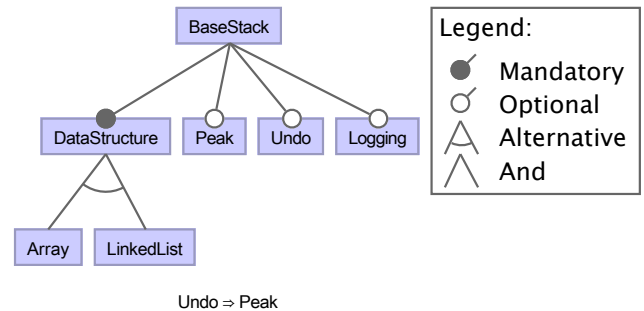 BaseStack
DataStructure
Peak
Undo
Logging
Array
LinkedList
Undo ⇒ Peak
Legend:
Mandatory
Optional
Alternative
And